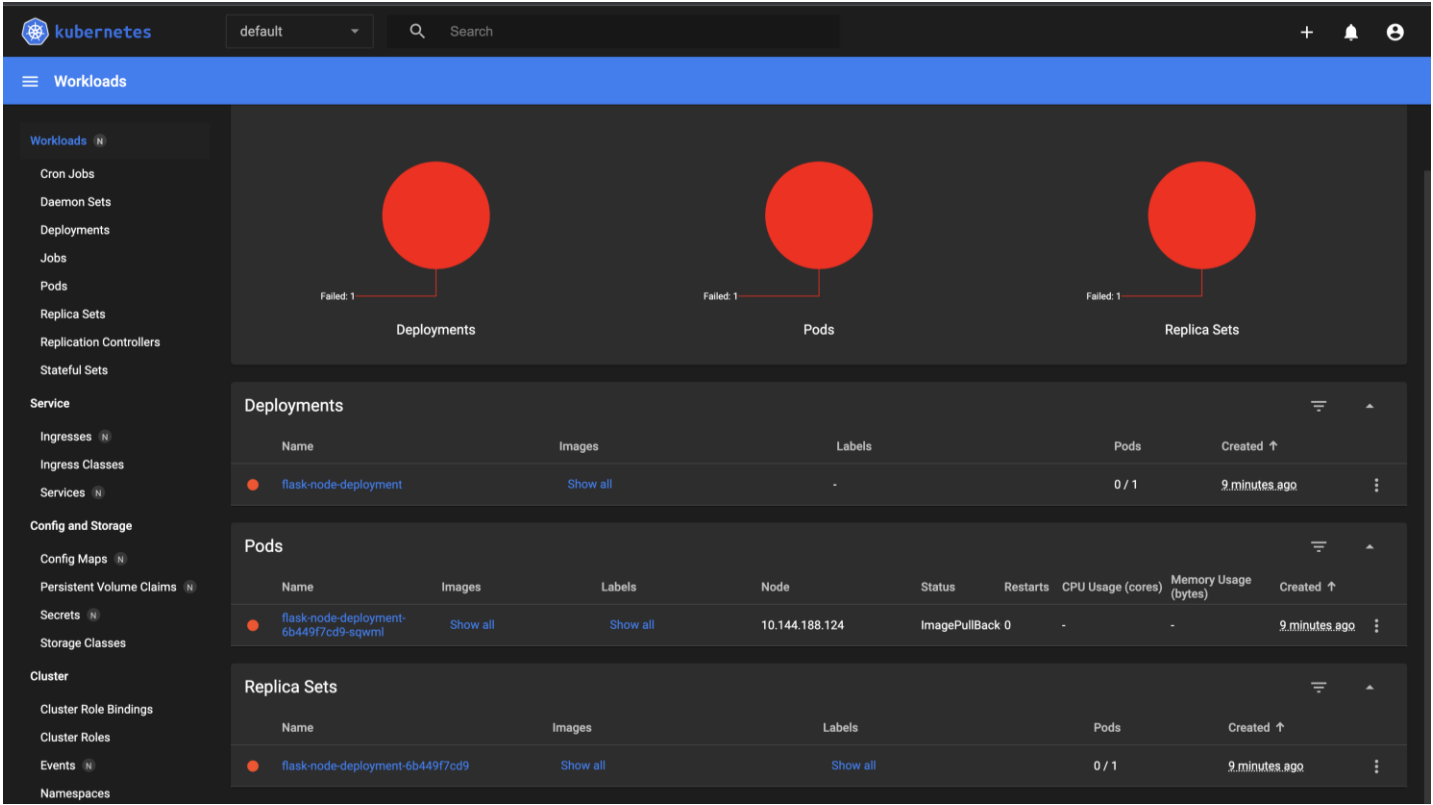 kubernetes
default
Search
Workloads
Workloads N
Cron Jobs
Daemon Sets
Deployments
Jobs
Pods
Replica Sets
Replication Controllers
Stateful Sets
Service
Ingresses N
Ingress Classes
Services N
Config and Storage
Config Maps N
Persistent Volume Claims N
Secrets N
Storage Classes
Cluster
Cluster Role Bindings
Cluster Roles
Events N
Namespaces
Failed: 1
Deployments
Failed: 1
Pods
Failed: 1
Replica Sets
Deployments
Name Images Labels Pods Created ↑
flask-node-deployment Show all - 0 / 1 9 minutes ago
Pods
Name Images Labels Node Status Restarts CPU Usage (cores) Memory Usage
(bytes) Created ↑
flask-node-deployment-
6b449f7cd9-sqwml Show all Show all 10.144.188.124 ImagePullBack 0 - - 9 minutes ago
Replica Sets
Name Images Labels Pods Created ↑
flask-node-deployment-6b449f7cd9 Show all Show all 0 / 1 9 minutes ago